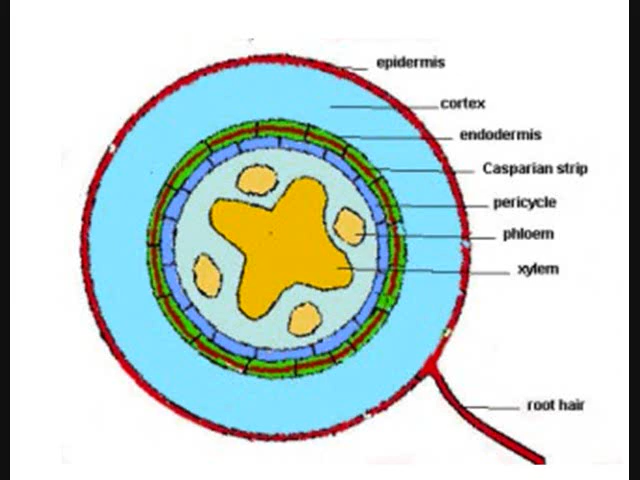 epidermis
cortex
endodermis
Casparian strip
pericycle
phloem
xylem
root hair